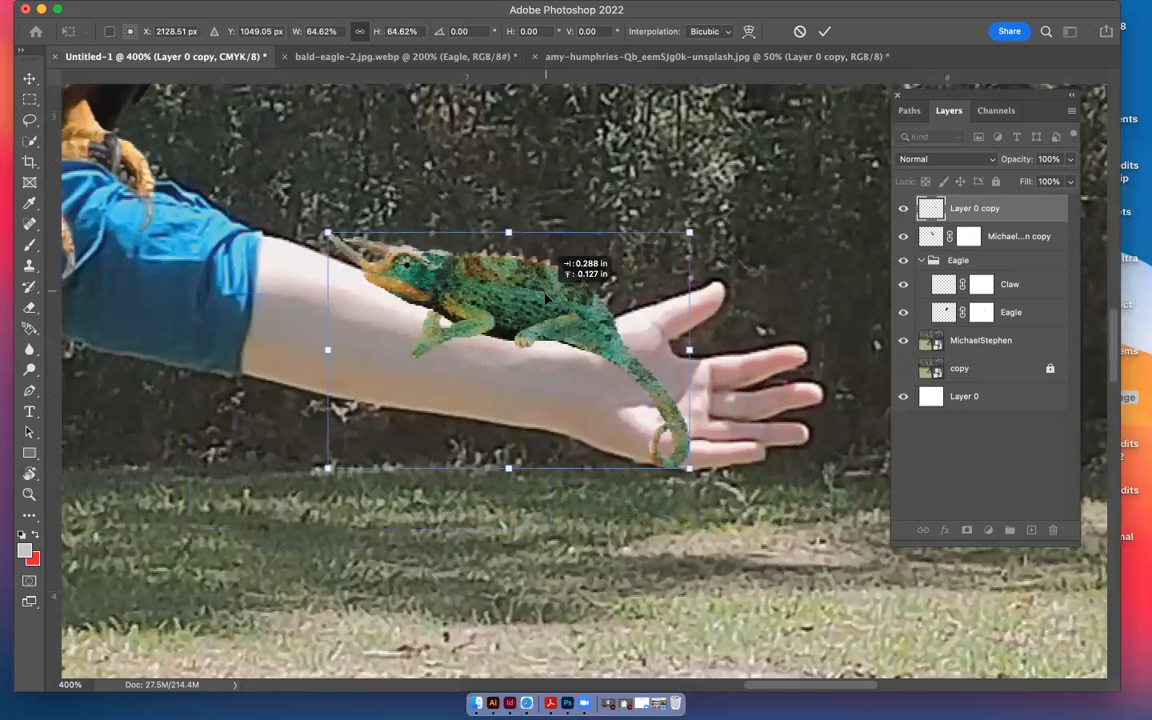 Adobe Photoshop 2022
X: 2128.51 px Y: 1049.05 px W: 64.62% H: 64.62% 0.00 ° H: 0.00 ° V: 0.00 ° Interpolation: Bicubic
Share
× Untitled-1 @ 400% (Layer 0 copy, CMYK/8) * × bald-eagle-2.jpg.webp @ 200% (Eagle, RGB/8#) * × amy-humphries-Qb_eemSJg0k-unsplash.jpg @ 50% (Layer 0 copy, RGB/8) *
Paths Layers Channels
Kind
Normal Opacity: 100%
Lock: Fill: 100%
Layer 0 copy
Michael...n copy
Eagle
Claw
Eagle
MichaelStephen
copy
Layer 0
: 0.288 in
: 0.127 in
400% Doc: 27.5M/214.4M
Ai Id Ps